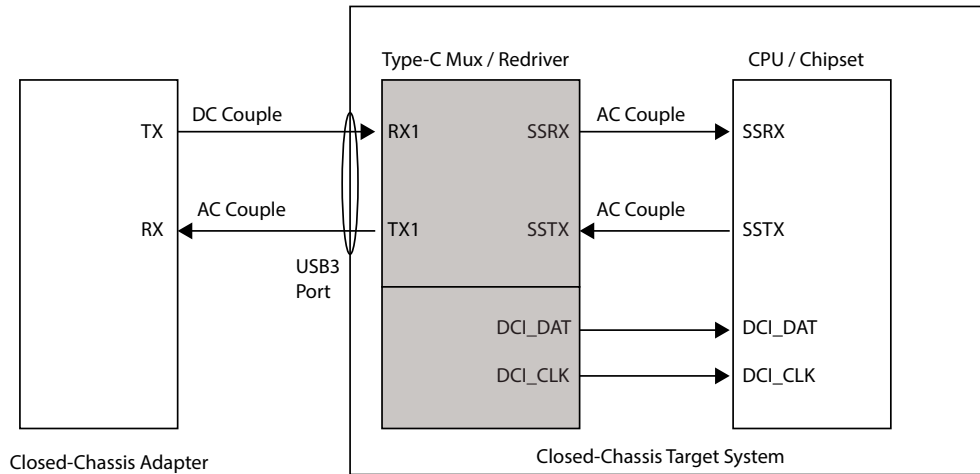 Type-C Mux / Redriver
CPU / Chipset
DC Couple
AC Couple
TX
RX1
SSRX
SSRX
AC Couple
AC Couple
RX
TX1
SSTX
SSTX
USB3
Port
DCI_DAT
DCI_DAT
DCI_CLK
DCI_CLK
Closed-Chassis Adapter
Closed-Chassis Target System